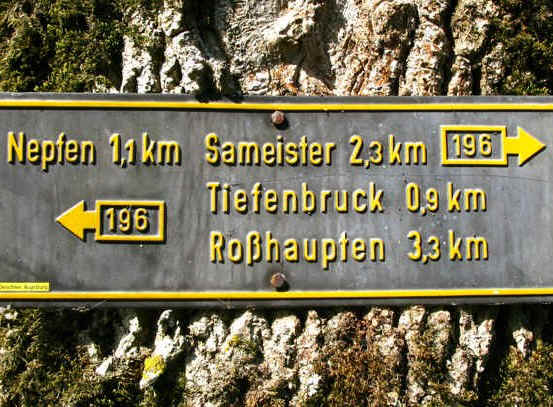 Nepfen 1,1 km
196
Sameister 2,3 km 196
Tiefenbruck 0,9 km
Roßhaupten 3,3 km